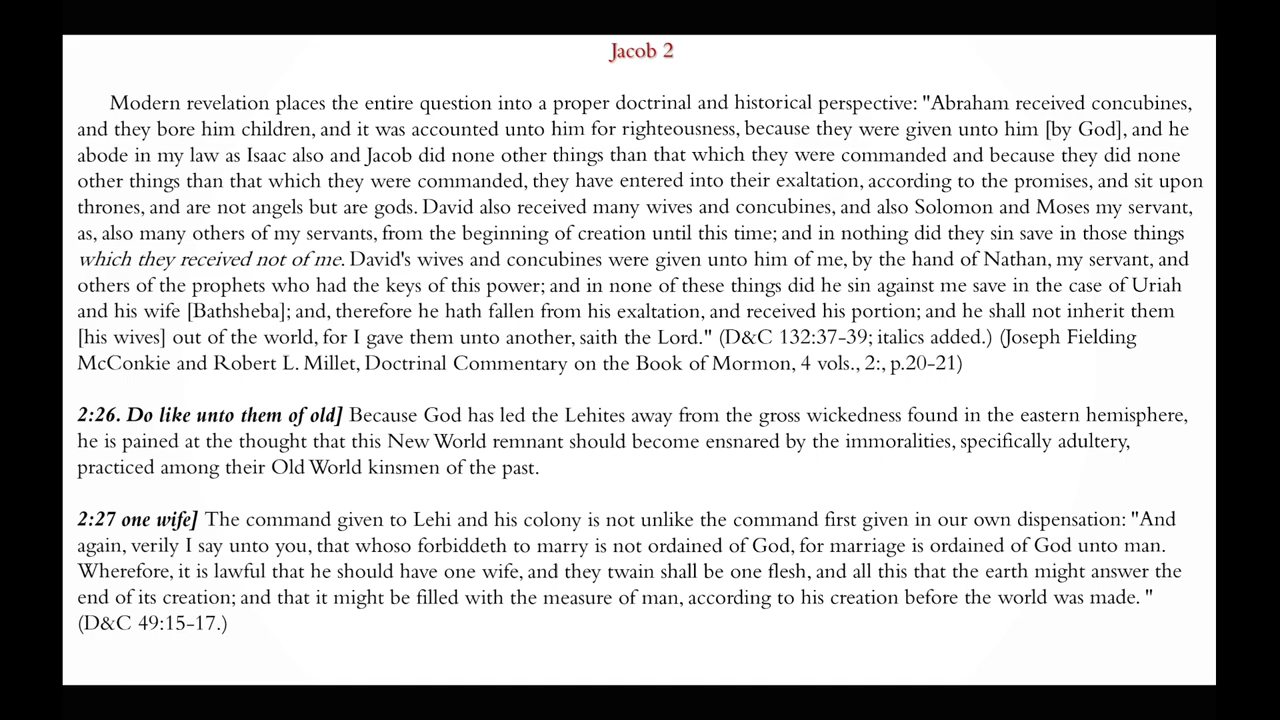 Jacob 2
Modern revelation places the entire question into a proper doctrinal and historical perspective: "Abraham received concubines,
and they bore him children, and it was accounted unto him for righteousness, because they were given unto him [by God], and he
abode in my law as Isaac also and Jacob did none other things than that which they were commanded and because they did none
other things than that which they were commanded, they have entered into their exaltation, according to the promises, and sit upon
thrones, and are not angels but are gods. David also received many wives and concubines, and also Solomon and Moses my servant,
as, also many others of my servants, from the beginning of creation until this time; and in nothing did they sin save in those things
which they received not of me. David's wives and concubines were given unto him of me, by the hand of Nathan, my servant, and
others of the prophets who had the keys of this power; and in none of these things did he sin against me save in the case of Uriah
and his wife [Bathsheba]; and, therefore he hath fallen from his exaltation, and received his portion; and he shall not inherit them
[his wives] out of the world, for I gave them unto another, saith the Lord." (D&C 132:37-39; italics added.) (Joseph Fielding
McConkie and Robert L. Millet, Doctrinal Commentary on the Book of Mormon, 4 vols., 2:, p.20-21)
2:26. Do like unto them of old] Because God has led the Lehites away from the gross wickedness found in the eastern hemisphere,
he is pained at the thought that this New World remnant should become ensnared by the immoralities, specifically adultery,
practiced among their Old World kinsmen of the past.
2:27 one wife] The command given to Lehi and his colony is not unlike the command first given in our own dispensation: "And
again, verily I say unto you, that whoso forbiddeth to marry is not ordained of God, for marriage is ordained of God unto man.
Wherefore, it is lawful that he should have one wife, and they twain shall be one flesh, and all this that the earth might answer the
end of its creation; and that it might be filled with the measure of man, according to his creation before the world was made. "
(D&C 49:15-17.)